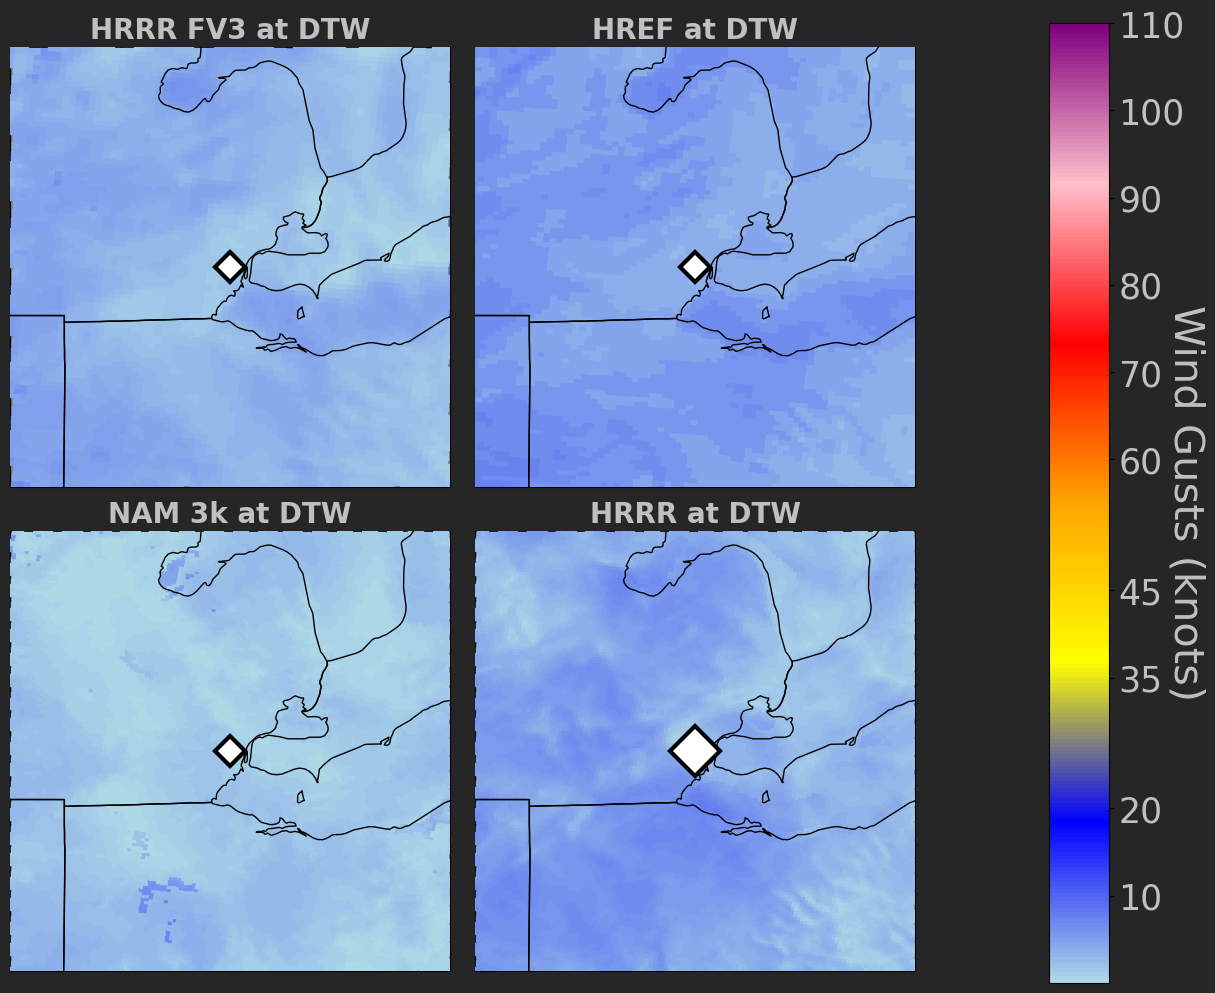 HRRR FV3 at DTW
HREF at DTW
NAM 3k at DTW
HRRR at DTW
110
100
90
80
70
60
45
35
20
10
Wind Gusts (knots)